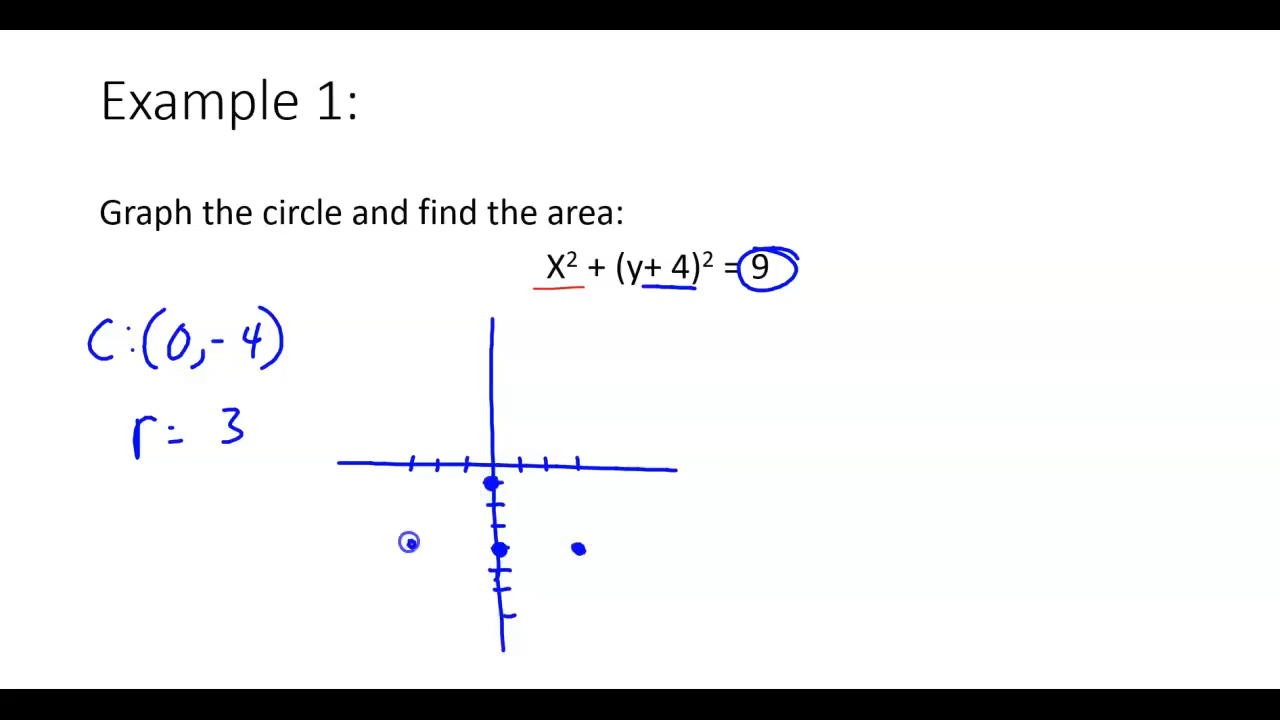 Example 1:
Graph the circle and find the area:
X² + (y+ 4)² = 9
C:(0,-4)
r= 3